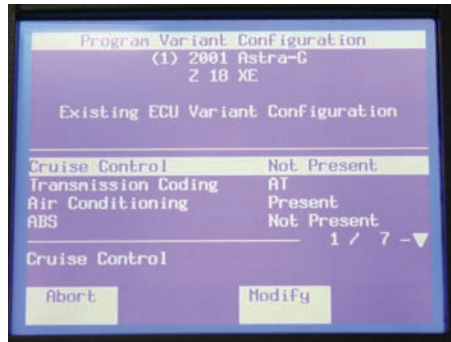 Program Variant Configuration
(1) 2001 Astra-G
Z 18 XE
Existing ECU Variant Configuration
Cruise Control Not Present
Transmission Coding AT
Air Conditioning Present
ABS Not Present
1 / 7 -▼
Cruise Control
Abort Modify